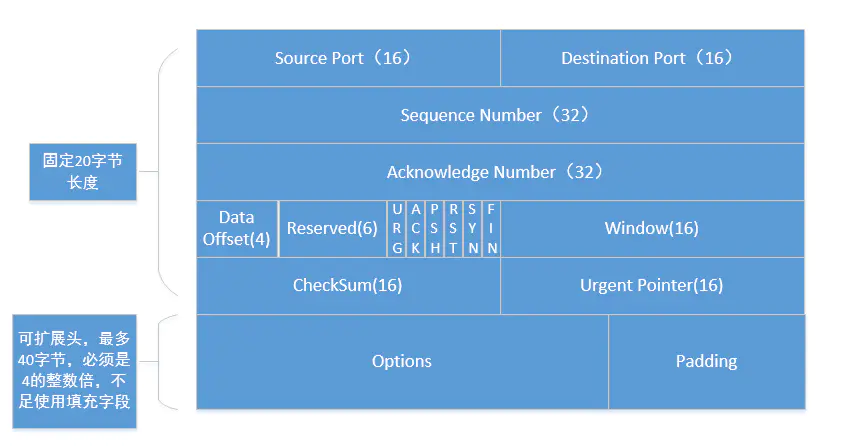 Source Port（16）
Destination Port（16）
Sequence Number（32）
固定20字节
长度
Acknowledge Number（32）
Data
Offset(4)
Reserved(6)
URG
ACK
PSH
RST
SYN
FIN
Window(16)
CheckSum(16)
Urgent Pointer(16)
可扩展头，最多
40字节，必须是
4的整数倍，不
足使用填充字段
Options
Padding